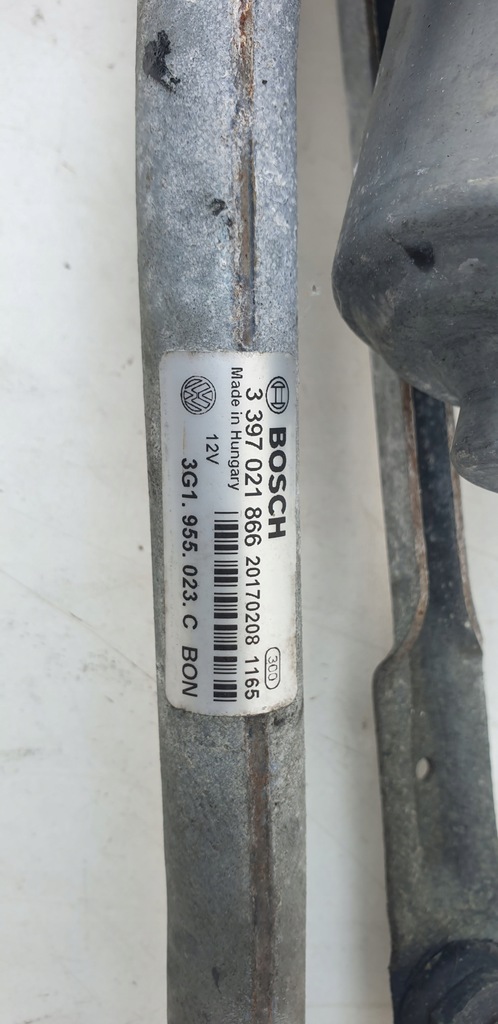 BOSCH
3 397 021 866 20170208 1165
Made in Hungary
12V
3G1.955.023.C BON